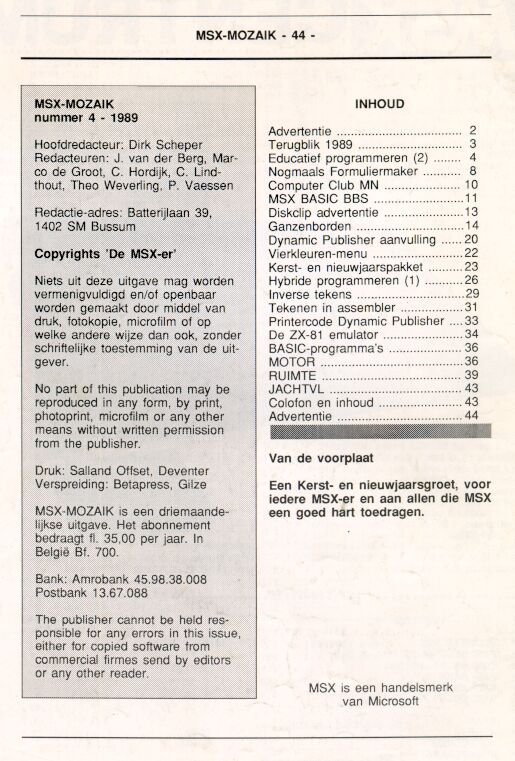 MSX-MOZAIK - 44 -
MSX-MOZAIK
nummer 4 - 1989
Hoofdredacteur: Dirk Scheper
Redacteuren: J. van der Berg, Mar-
co de Groot, C. Hordijk, C. Lind-
thout, Theo Weverling, P. Vaessen
Redactie-adres: Batterijlaan 39,
1402 SM Bussum
Copyrights 'De MSX-er'
Niets uit deze uitgave mag worden
vermenigvuldigd en/of openbaar
worden gemaakt door middel van
druk, fotokopie, microfilm of op
welke andere wijze dan ook, zonder
schriftelijke toestemming van de uit-
gever.
No part of this publication may be
reproduced in any form, by print,
photoprint, microfilm or any other
means without written permission
from the publisher.
Druk: Salland Offset, Deventer
Verspreiding: Betapress, Gilze
MSX-MOZAIK is een driemaande-
lijkse uitgave. Het abonnement
bedraagt fl. 35,00 per jaar. In
België Bf. 700.
Bank: Amrobank 45.98.38.008
Postbank 13.67.088
The publisher cannot be held res-
ponsible for any errors in this issue,
either for copied software from
commercial firmes send by editors
or any other reader.
INHOUD
Advertentie .................................. 2
Terugblik 1989 ............................ 3
Educatief programmeren (2) ........ 4
Nogmaals Formuliermaker ........... 8
Computer Club MN .................... 10
MSX BASIC BBS ........................ 11
Diskclip advertentie ..................... 13
Ganzenborden ............................. 14
Dynamic Publisher aanvulling ..... 20
Vierkleuren-menu ........................ 22
Kerst- en nieuwjaarspakket ......... 23
Hybride programmeren (1) .......... 26
Inverse tekens ............................. 29
Tekenen in assembler ................. 31
Printercode Dynamic Publisher .... 33
De ZX-81 emulator ..................... 34
BASIC-programma's .................... 36
MOTOR ...................................... 36
RUIMTE ...................................... 39
JACHTVL .................................... 43
Colofon en inhoud ....................... 43
Advertentie .................................. 44
Van de voorplaat
Een Kerst- en nieuwjaarsgroet, voor
iedere MSX-er en aan allen die MSX
een goed hart toedragen.
MSX is een handelsmerk
van Microsoft